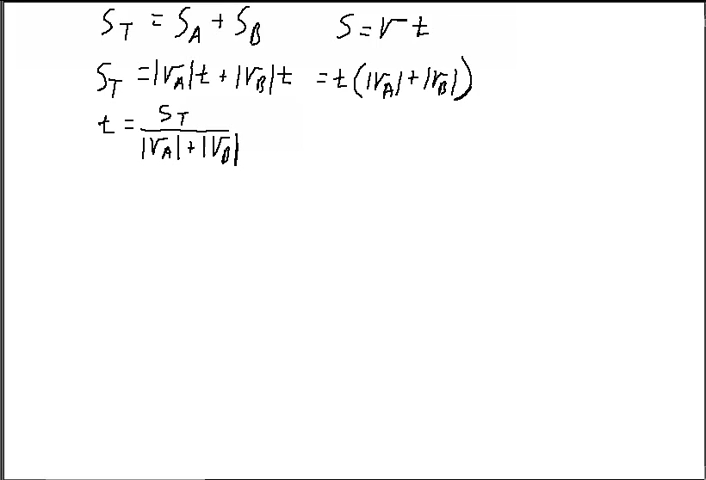 S_T = S_A + S_B   S = v t
S_T = |v_A| t + |v_B| t = t (|v_A| + |v_B|)
t = S_T / (|v_A| + |v_B|)